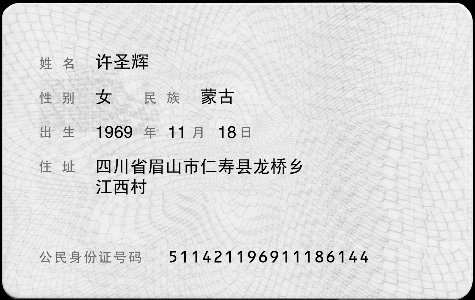 姓名 许圣辉
性别 女 民族 蒙古
出生 1969 年 11 月 18 日
住址 四川省眉山市仁寿县龙桥乡
江西村
公民身份证号码 511421196911186144